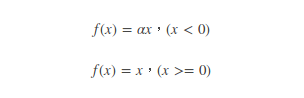 f(x) = αx，(x < 0)
f(x) = x，(x >= 0)